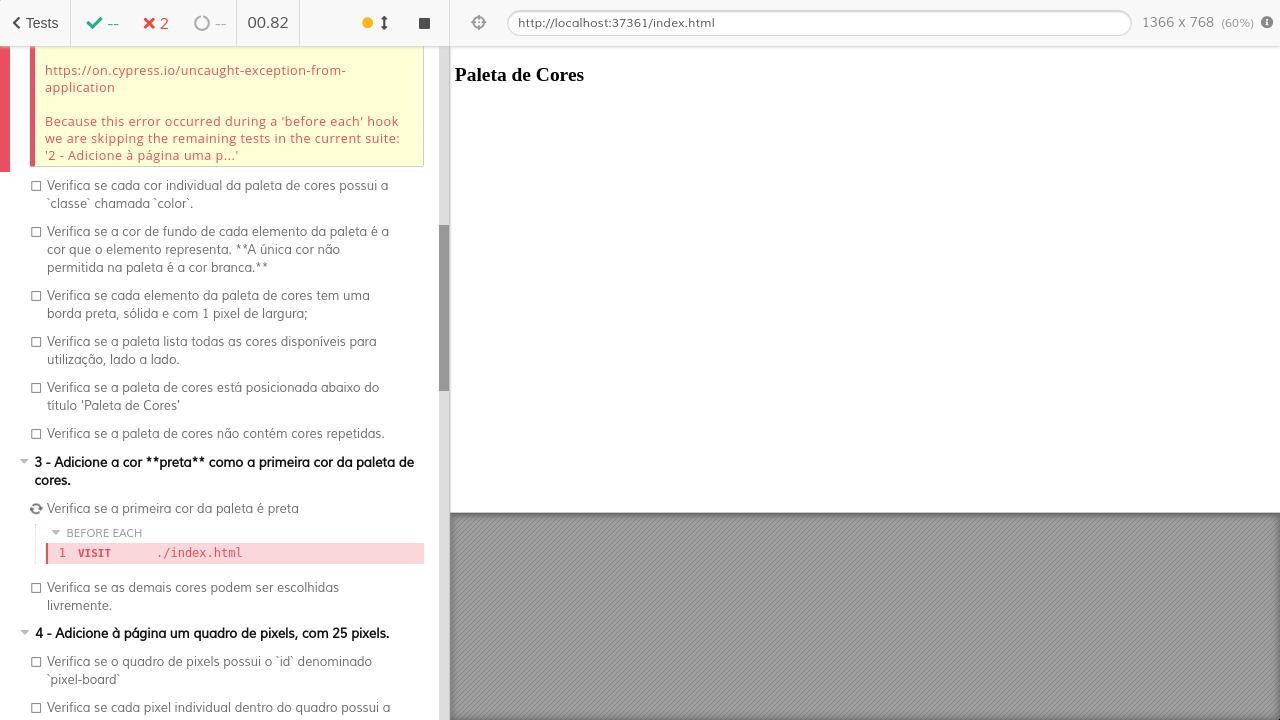 Tests
--
2
--
00.82
http://localhost:37361/index.html
1366 x 768 (60%)
https://on.cypress.io/uncaught-exception-from-
application
Because this error occurred during a 'before each' hook
we are skipping the remaining tests in the current suite:
'2 - Adicione à página uma p...'
Verifica se cada cor individual da paleta de cores possui a
`classe` chamada `color`.
Verifica se a cor de fundo de cada elemento da paleta é a
cor que o elemento representa. **A única cor não
permitida na paleta é a cor branca.**
Verifica se cada elemento da paleta de cores tem uma
borda preta, sólida e com 1 pixel de largura;
Verifica se a paleta lista todas as cores disponíveis para
utilização, lado a lado.
Verifica se a paleta de cores está posicionada abaixo do
título 'Paleta de Cores'
Verifica se a paleta de cores não contém cores repetidas.
3 - Adicione a cor **preta** como a primeira cor da paleta de
cores.
Verifica se a primeira cor da paleta é preta
BEFORE EACH
1 VISIT ./index.html
Verifica se as demais cores podem ser escolhidas
livremente.
4 - Adicione à página um quadro de pixels, com 25 pixels.
Verifica se o quadro de pixels possui o `id` denominado
`pixel-board`
Verifica se cada pixel individual dentro do quadro possui a
Paleta de Cores